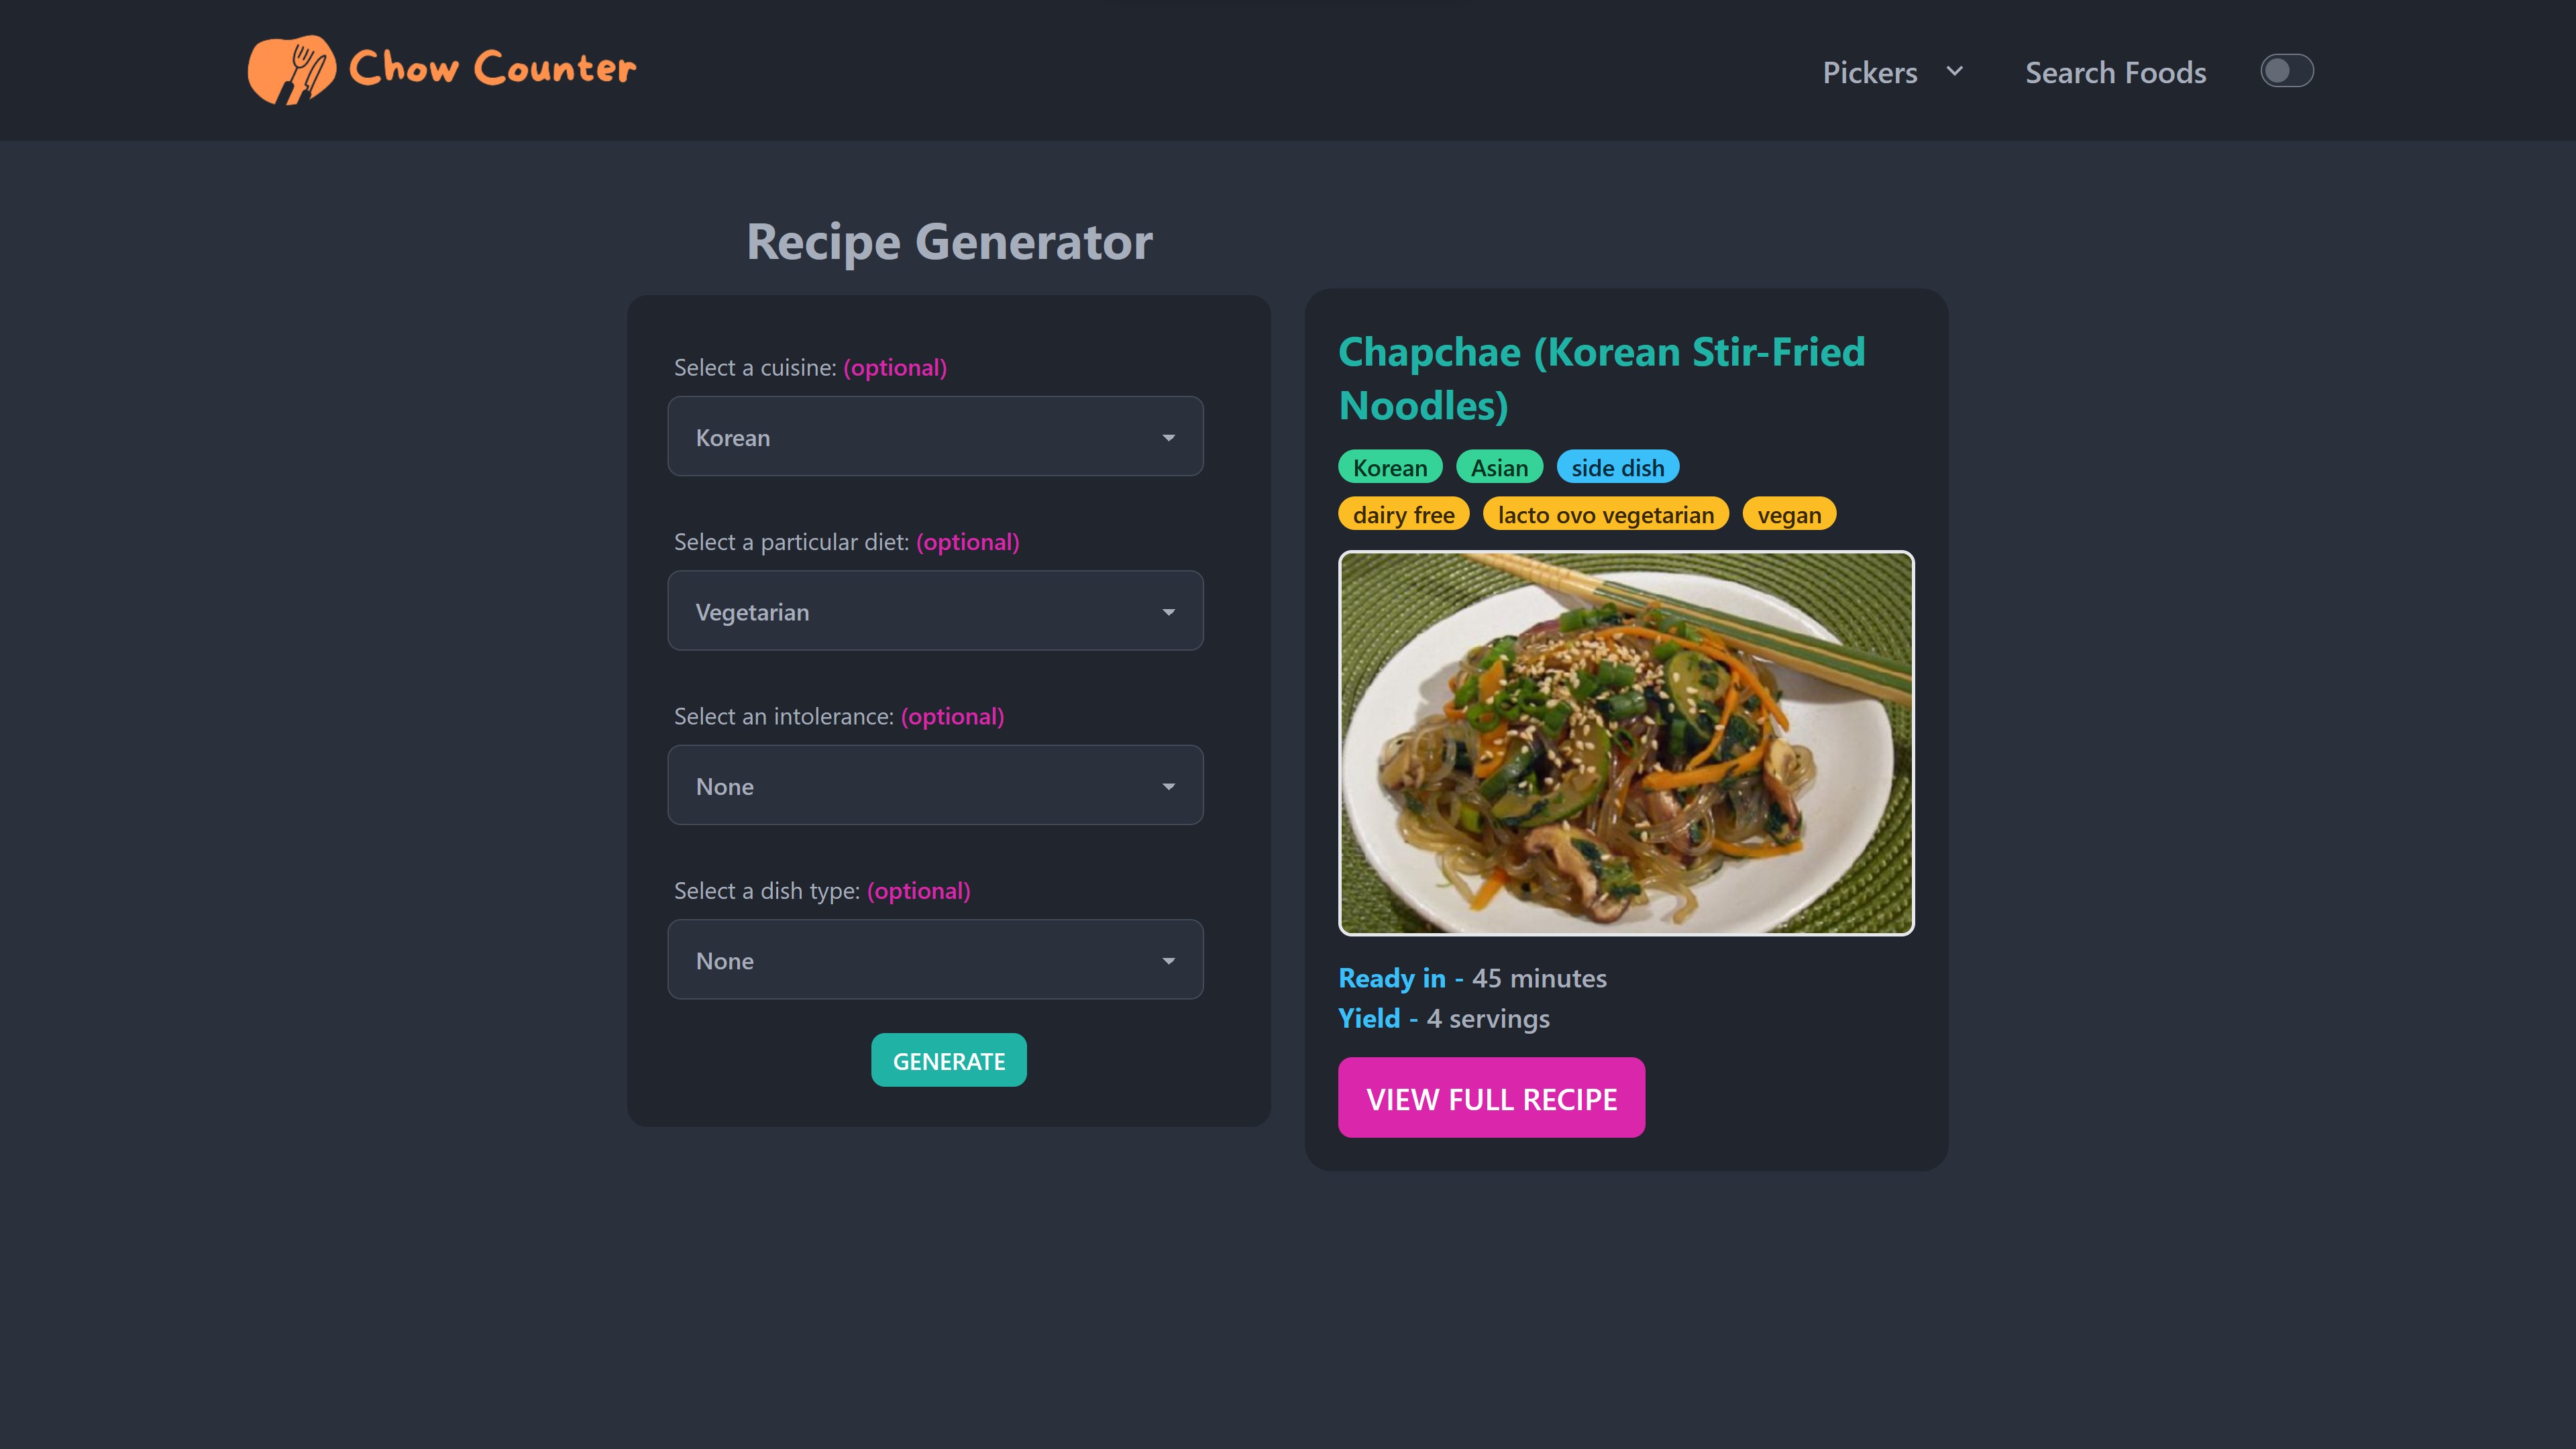 Chow Counter
Pickers
Search Foods
Recipe Generator
Select a cuisine: (optional)
Korean
Select a particular diet: (optional)
Vegetarian
Select an intolerance: (optional)
None
Select a dish type: (optional)
None
GENERATE
Chapchae (Korean Stir-Fried
Noodles)
Korean Asian side dish
dairy free lacto ovo vegetarian vegan
Ready in - 45 minutes
Yield - 4 servings
VIEW FULL RECIPE